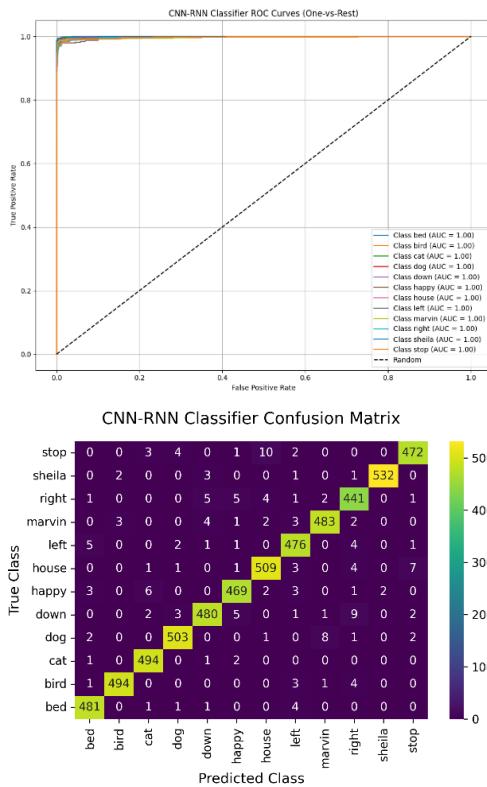 CNN-RNN Classifier ROC Curves (One-vs-Rest)
True Positive Rate
1.0
0.8
0.6
0.4
0.2
0.0
Class bed (AUC = 1.00)
Class bird (AUC = 1.00)
Class cat (AUC = 1.00)
Class dog (AUC = 1.00)
Class down (AUC = 1.00)
Class happy (AUC = 1.00)
Class house (AUC = 1.00)
Class left (AUC = 1.00)
Class marvin (AUC = 1.00)
Class right (AUC = 1.00)
Class sheila (AUC = 1.00)
Class stop (AUC = 1.00)
Random
0.0 0.2 0.4 0.6 0.8 1.0
False Positive Rate
CNN-RNN Classifier Confusion Matrix
True Class
stop 0 0 3 4 0 1 10 2 0 0 0 472
sheila 0 2 0 0 3 0 0 1 0 1 532 0
right 1 0 0 0 5 5 4 1 2 441 0 1
marvin 0 3 0 0 4 1 2 3 483 2 0 0
left 5 0 0 2 1 1 0 476 0 4 0 1
house 0 0 1 1 0 1 509 3 0 4 0 7
happy 3 0 6 0 0 469 2 3 0 1 2 0
down 0 0 2 3 480 5 0 1 1 9 0 2
dog 2 0 0 503 0 0 1 0 8 1 0 2
cat 1 0 494 0 1 2 0 0 0 0 0 0
bird 1 494 0 0 0 0 0 3 1 4 0 0
bed 481 0 1 1 1 0 0 4 0 0 0 0
bed bird cat dog down happy house left marvin right sheila stop
Predicted Class
50
40
30
20
10
0